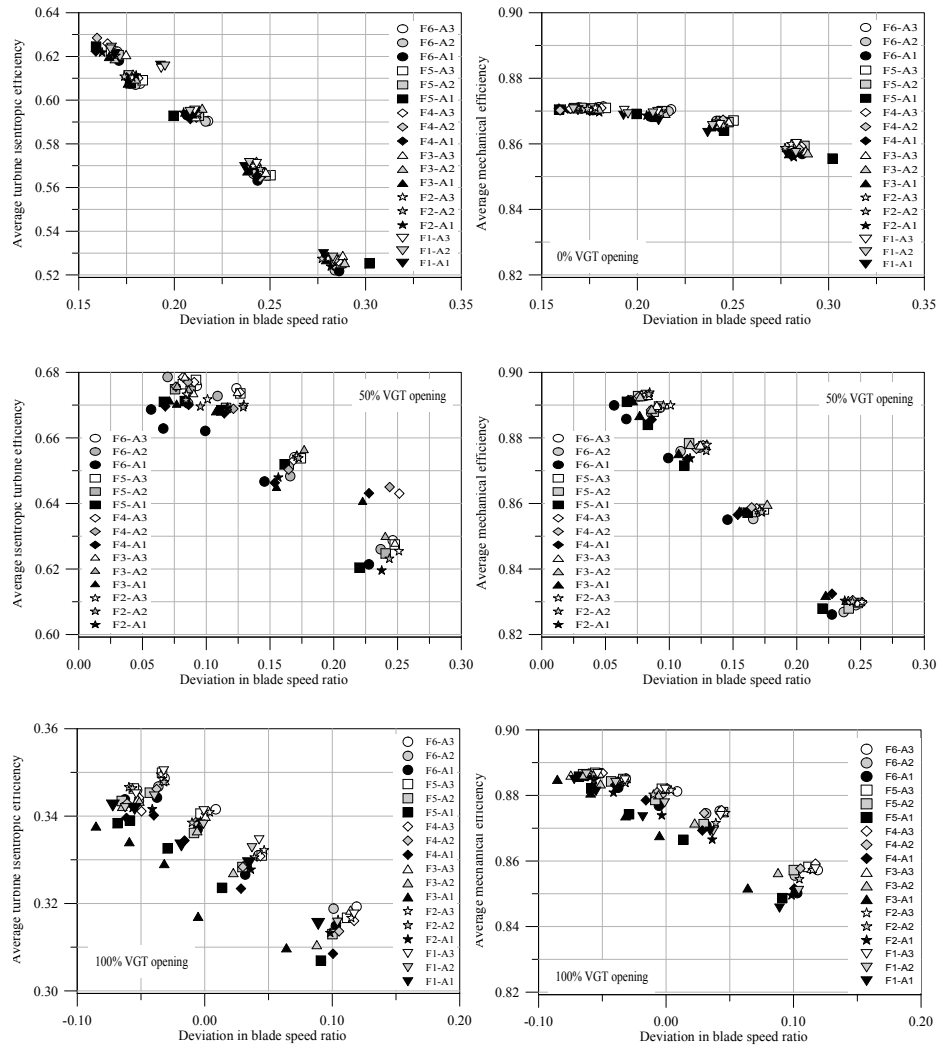 Average turbine isentropic efficiency
0.64
0.62
0.60
0.58
0.56
0.54
0.52
F6-A3
F6-A2
F6-A1
F5-A3
F5-A2
F5-A1
F4-A3
F4-A2
F4-A1
F3-A3
F3-A2
F3-A1
F2-A3
F2-A2
F2-A1
F1-A3
F1-A2
F1-A1
0.15 0.20 0.25 0.30 0.35
Deviation in blade speed ratio
Average mechanical efficiency
0.90
0.88
0.86
0.84
0.82
F6-A3
F6-A2
F6-A1
F5-A3
F5-A2
F5-A1
F4-A3
F4-A2
F4-A1
F3-A3
F3-A2
F3-A1
F2-A3
F2-A2
F2-A1
F1-A3
F1-A2
F1-A1
0% VGT opening
0.15 0.20 0.25 0.30 0.35
Deviation in blade speed ratio
Average isentropic turbine efficiency
0.68
0.66
0.64
0.62
0.60
50% VGT opening
F6-A3
F6-A2
F6-A1
F5-A3
F5-A2
F5-A1
F4-A3
F4-A2
F4-A1
F3-A3
F3-A2
F3-A1
F2-A3
F2-A2
F2-A1
0.00 0.05 0.10 0.15 0.20 0.25 0.30
Deviation in blade speed ratio
Average mechanical efficiency
0.90
0.88
0.86
0.84
0.82
50% VGT opening
F6-A3
F6-A2
F6-A1
F5-A3
F5-A2
F5-A1
F4-A3
F4-A2
F4-A1
F3-A3
F3-A2
F3-A1
F2-A3
F2-A2
F2-A1
0.00 0.05 0.10 0.15 0.20 0.25 0.30
Deviation in blade speed ratio
Average turbine isentropic efficiency
0.36
0.34
0.32
0.30
F6-A3
F6-A2
F6-A1
F5-A3
F5-A2
F5-A1
F4-A3
F4-A2
F4-A1
F3-A3
F3-A2
F3-A1
F2-A3
F2-A2
F2-A1
F1-A3
F1-A2
F1-A1
100% VGT opening
-0.10 0.00 0.10 0.20
Deviation in blade speed ratio
Average mechanical efficiency
0.90
0.88
0.86
0.84
0.82
F6-A3
F6-A2
F6-A1
F5-A3
F5-A2
F5-A1
F4-A3
F4-A2
F4-A1
F3-A3
F3-A2
F3-A1
F2-A3
F2-A2
F2-A1
F1-A3
F1-A2
F1-A1
100% VGT opening
-0.10 0.00 0.10 0.20
Deviation in blade speed ratio